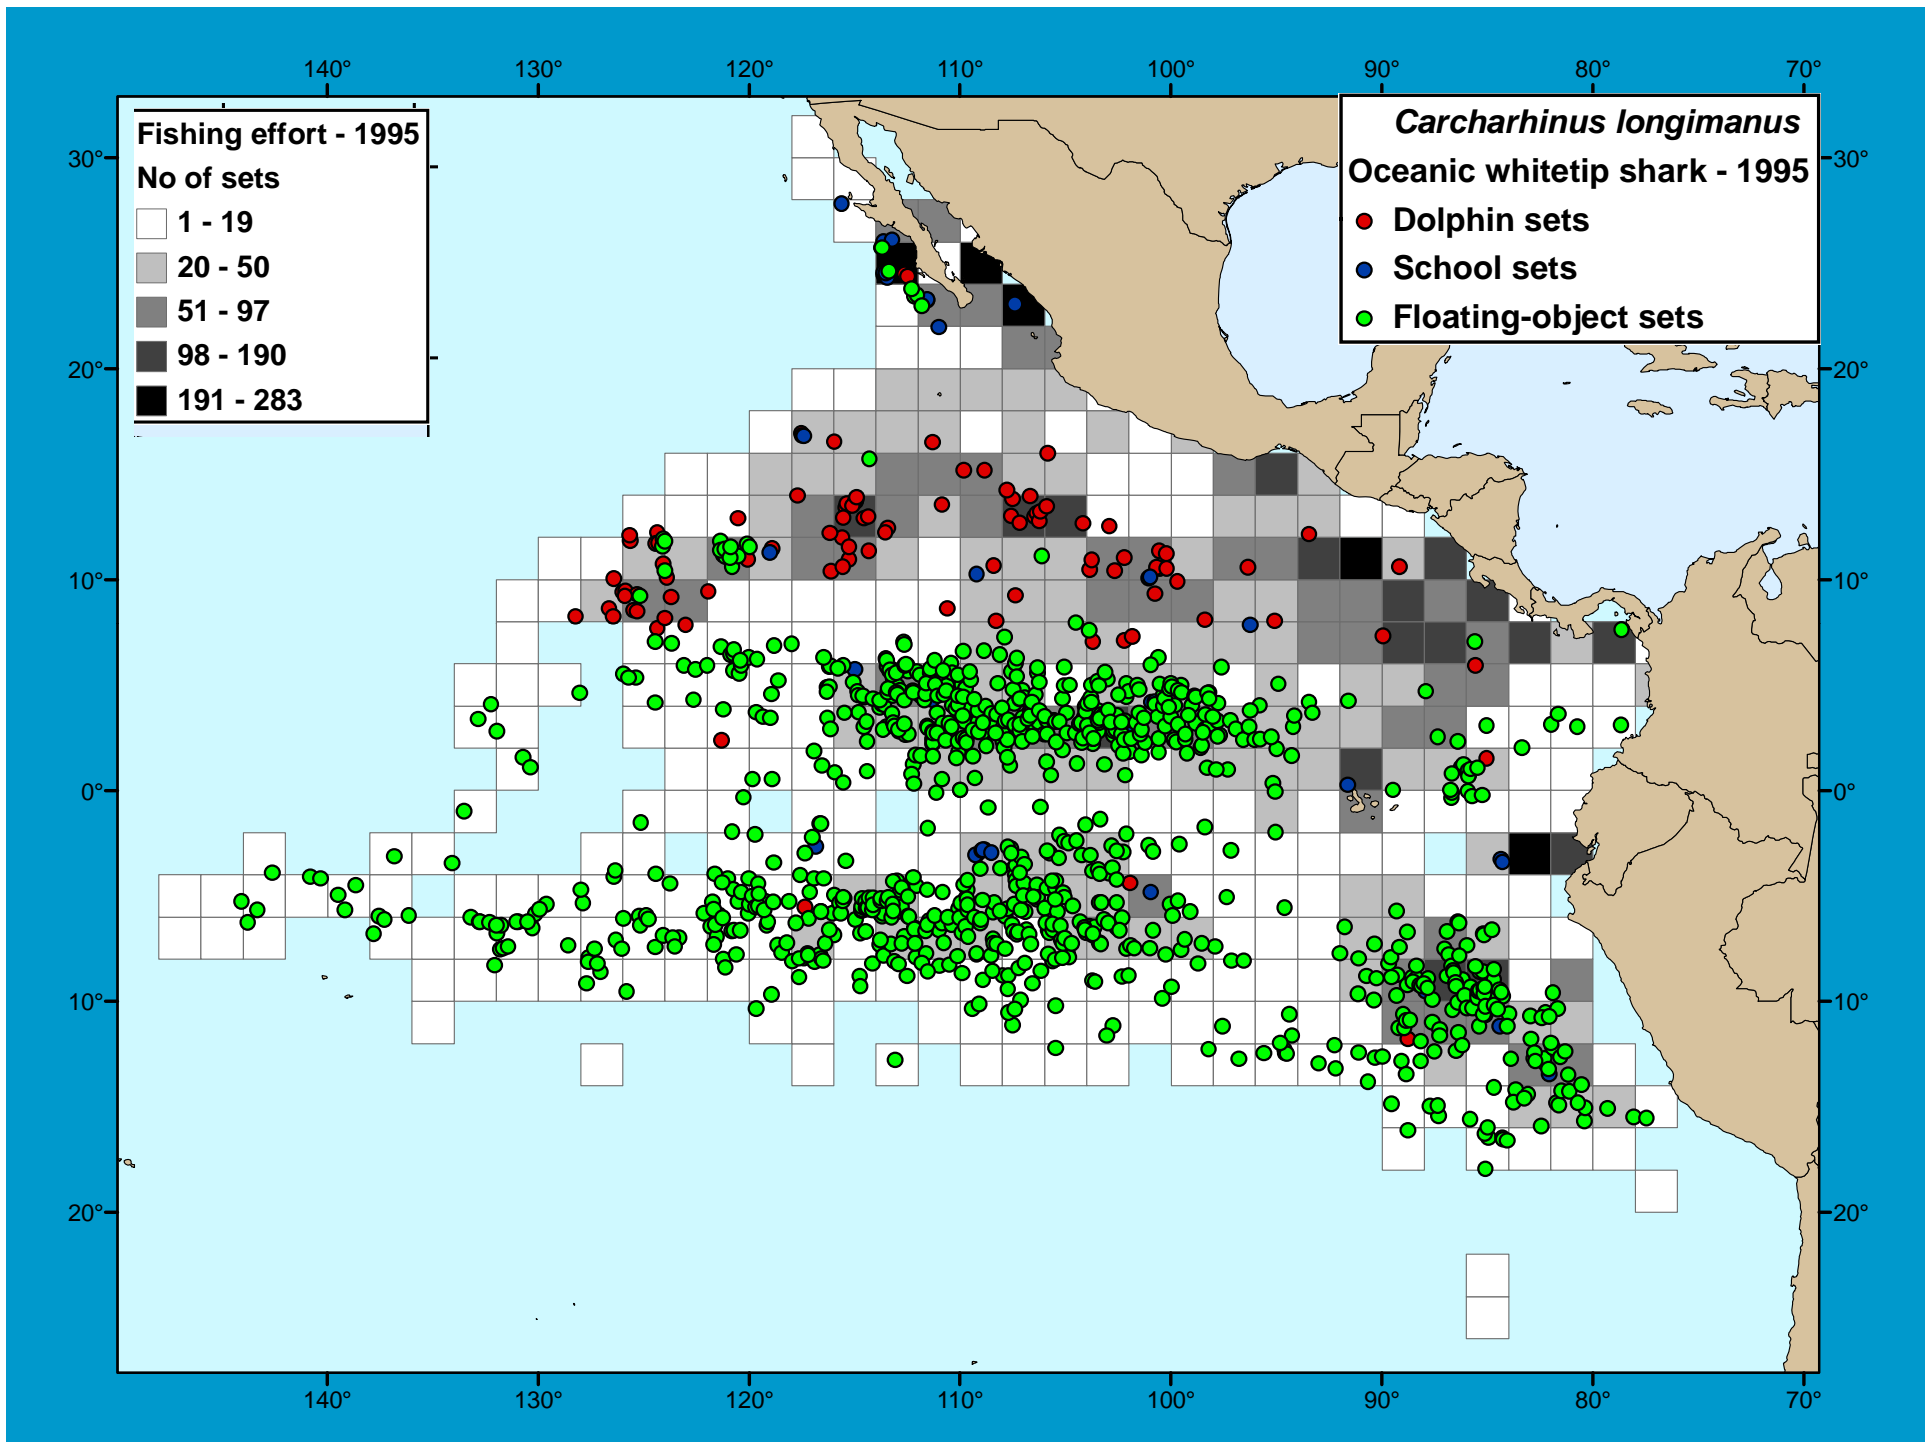 140° 130° 120° 110° 100° 90° 80° 70°
Fishing effort - 1995
No of sets
1 - 19
20 - 50
51 - 97
98 - 190
191 - 283
Carcharhinus longimanus
Oceanic whitetip shark - 1995
Dolphin sets
School sets
Floating-object sets
30° 30°
20° 20°
10° 10°
0° 0°
10° 10°
20° 20°
140° 130° 120° 110° 100° 90° 80° 70°